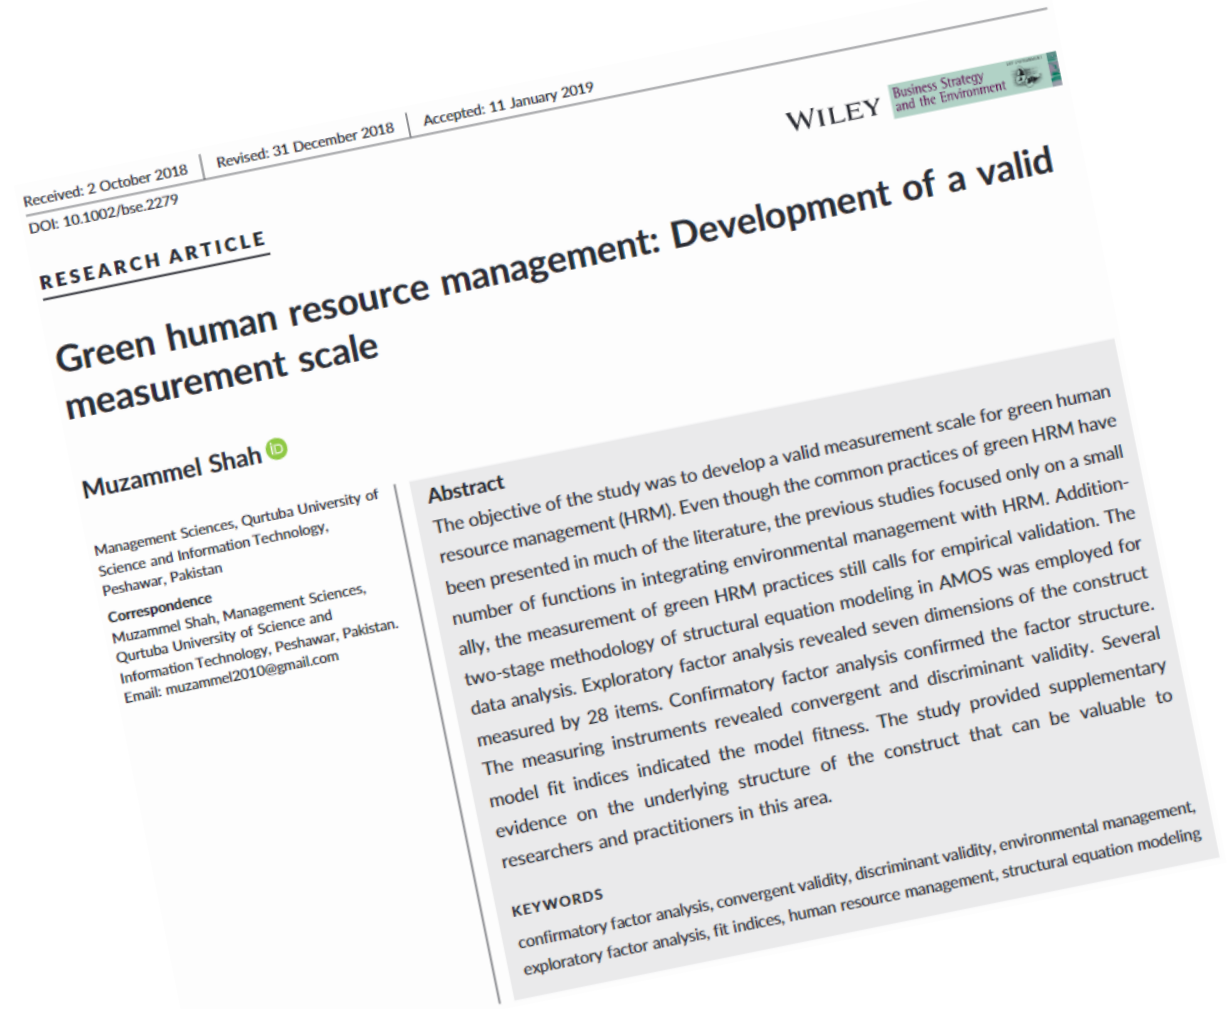 Received: 2 October 2018 | Revised: 31 December 2018 | Accepted: 11 January 2019
DOI: 10.1002/bse.2279
WILEY
Business Strategy
and the Environment
RESEARCH ARTICLE
Green human resource management: Development of a valid
measurement scale
Muzammel Shah iD
Management Sciences, Qurtuba University of
Science and Information Technology,
Peshawar, Pakistan
Correspondence
Muzammel Shah, Management Sciences,
Qurtuba University of Science and
Information Technology, Peshawar, Pakistan.
Email: muzammel2010@gmail.com
Abstract
The objective of the study was to develop a valid measurement scale for green human
resource management (HRM). Even though the common practices of green HRM have
been presented in much of the literature, the previous studies focused only on a small
number of functions in integrating environmental management with HRM. Addition-
ally, the measurement of green HRM practices still calls for empirical validation. The
two-stage methodology of structural equation modeling in AMOS was employed for
data analysis. Exploratory factor analysis revealed seven dimensions of the construct
measured by 28 items. Confirmatory factor analysis confirmed the factor structure.
The measuring instruments revealed convergent and discriminant validity. Several
model fit indices indicated the model fitness. The study provided supplementary
evidence on the underlying structure of the construct that can be valuable to
researchers and practitioners in this area.
KEYWORDS
confirmatory factor analysis, convergent validity, discriminant validity, environmental management,
exploratory factor analysis, fit indices, human resource management, structural equation modeling